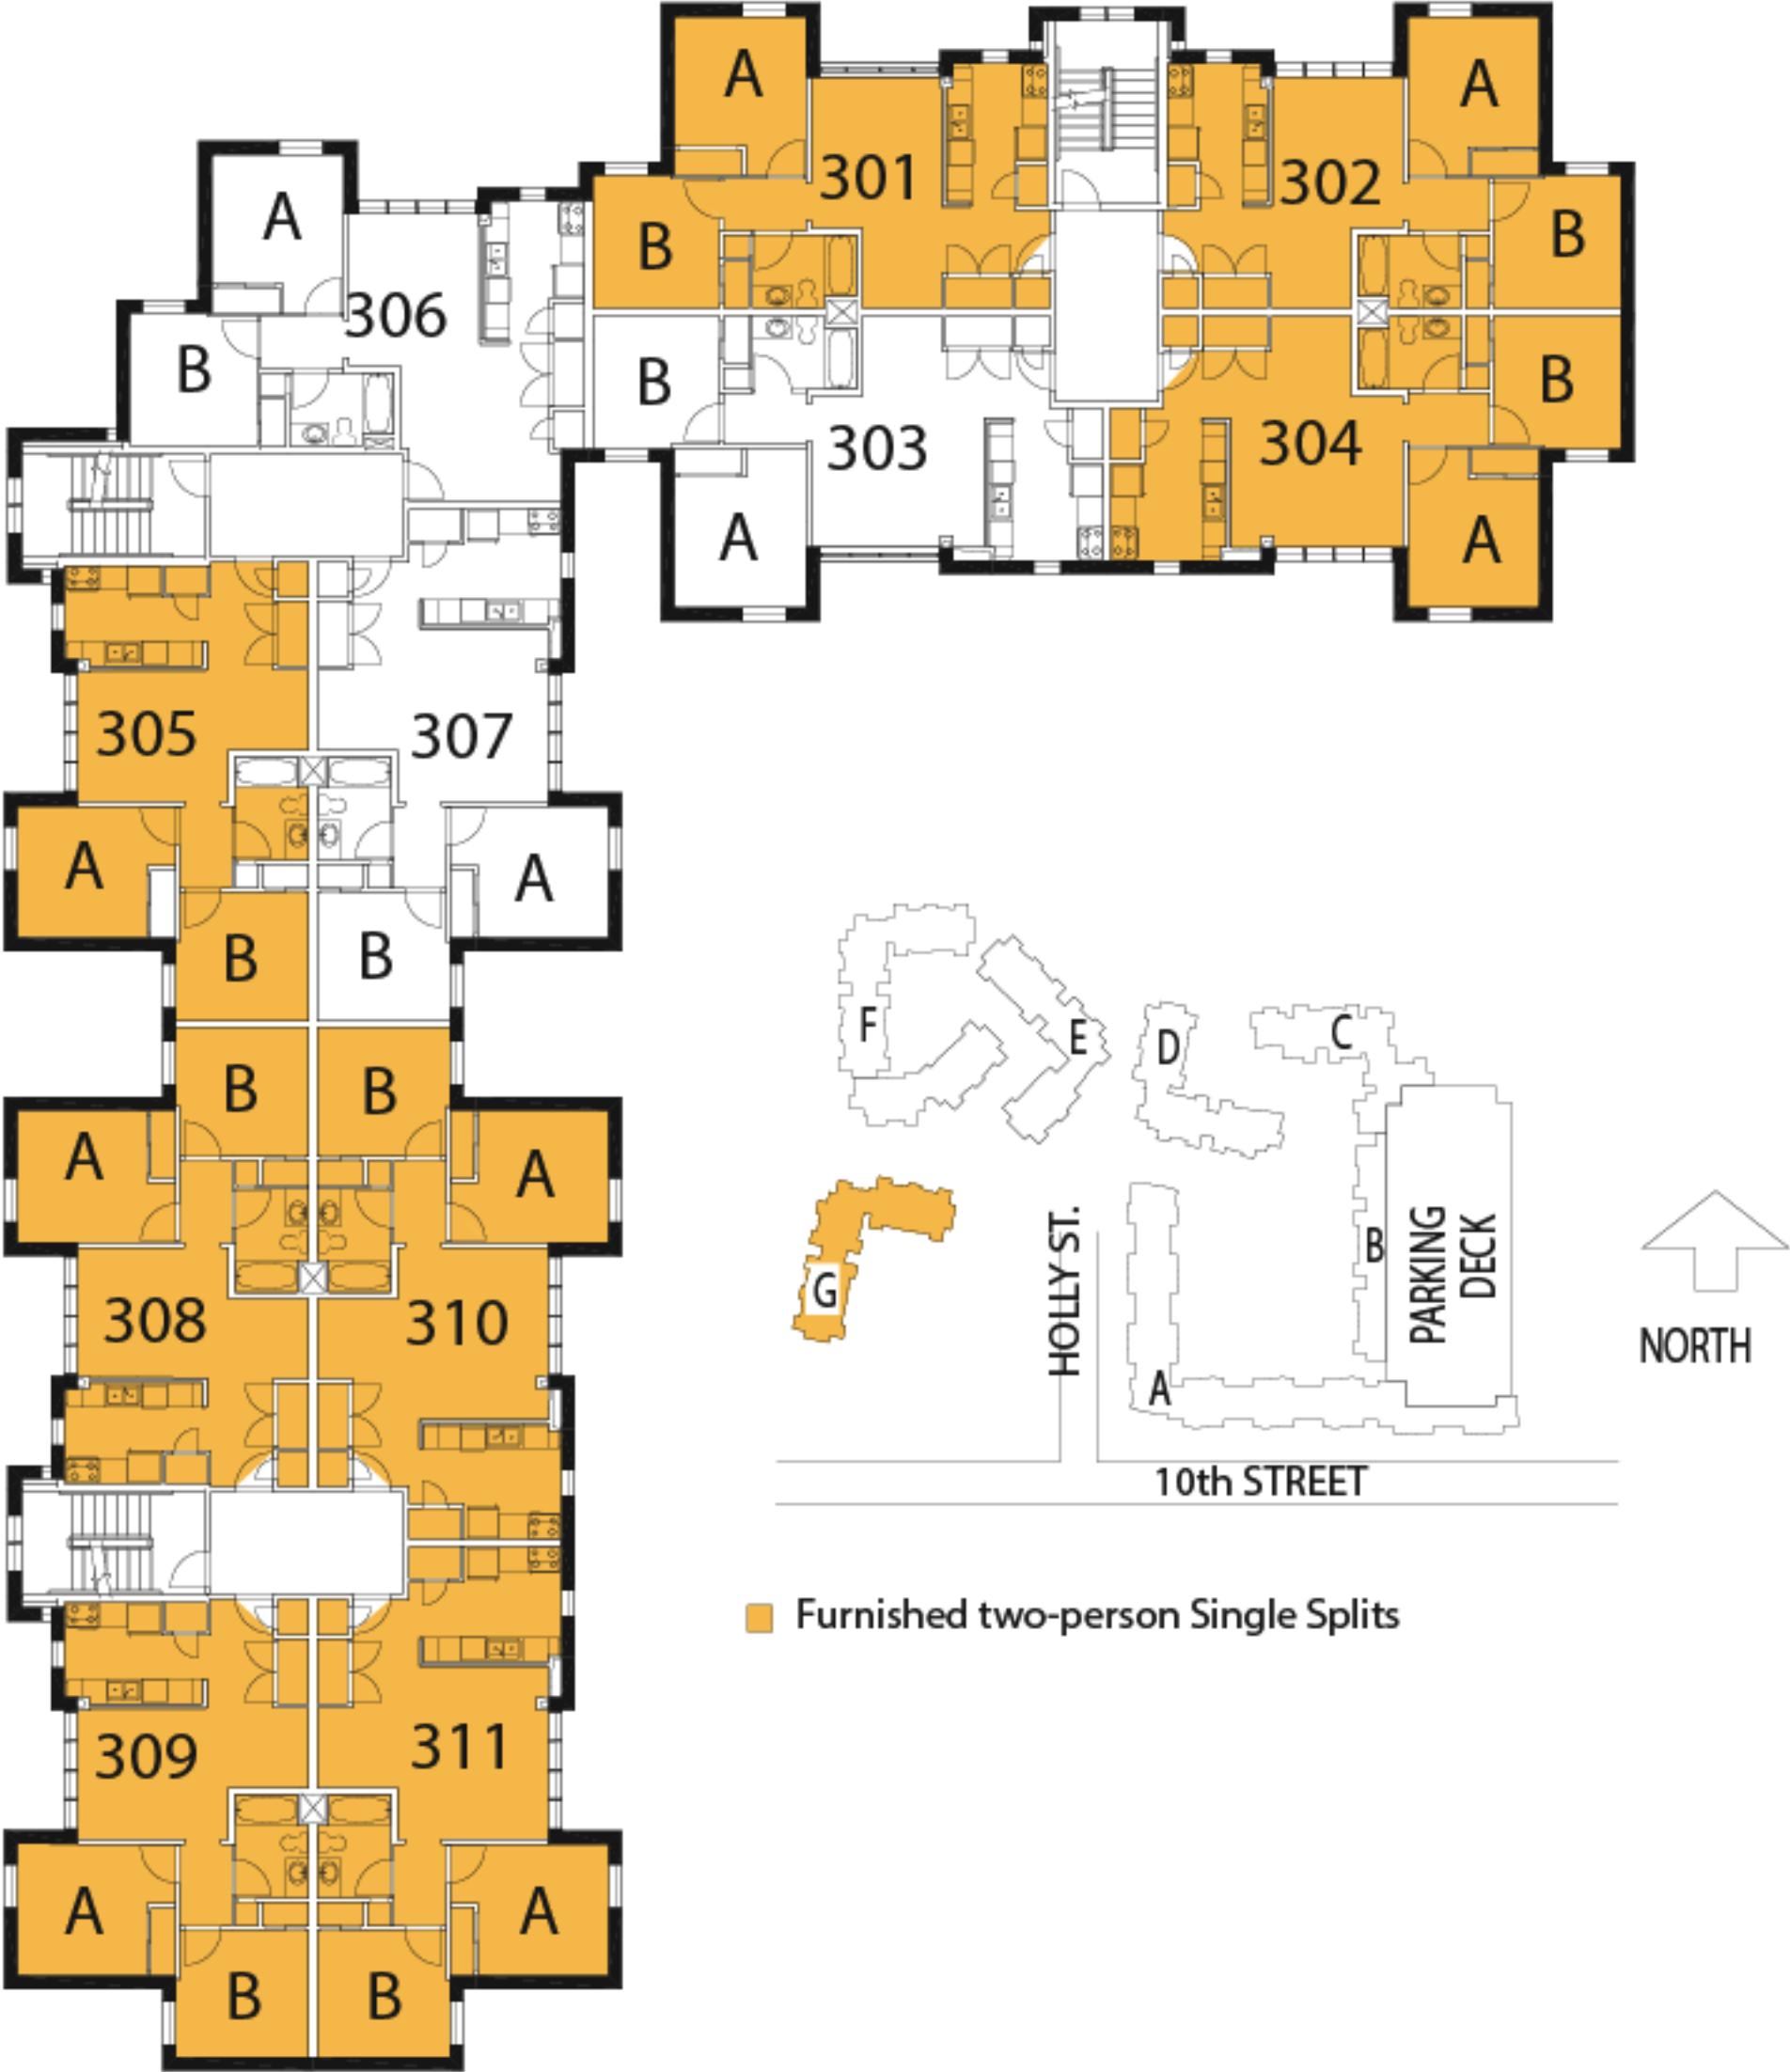 A
A
301
302
A
B
B
306
B
B
B
303
304
A
A
305
307
A
A
B
B
B
B
A
A
308
310
309
311
A
A
B
B
F
E
D
C
G
HOLLY ST.
B
PARKING
DECK
A
NORTH
10th STREET
Furnished two-person Single Splits